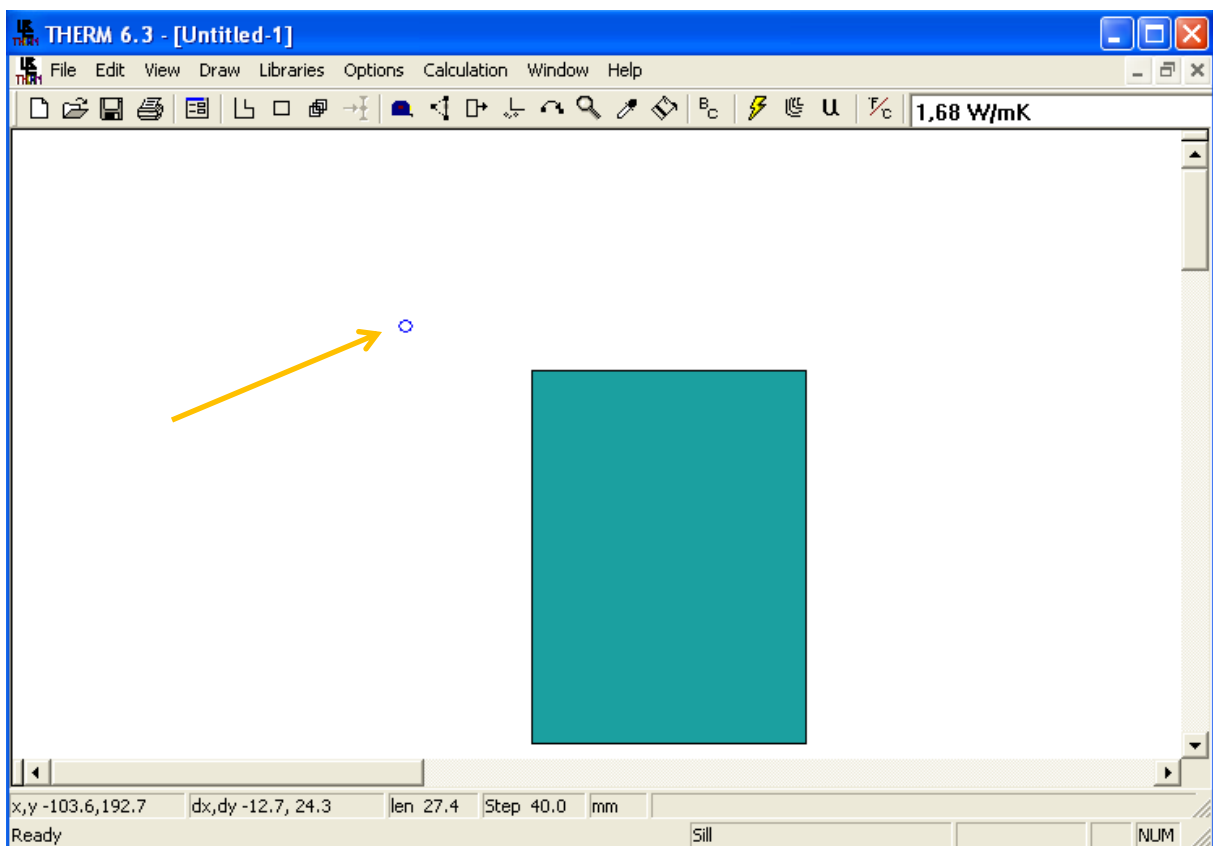 THERM 6.3 - [Untitled-1]
File Edit View Draw Libraries Options Calculation Window Help
BC U °F/C 1,68 W/mK
x,y -103.6,192.7 dx,dy -12.7, 24.3 len 27.4 Step 40.0 mm
Ready Sill NUM